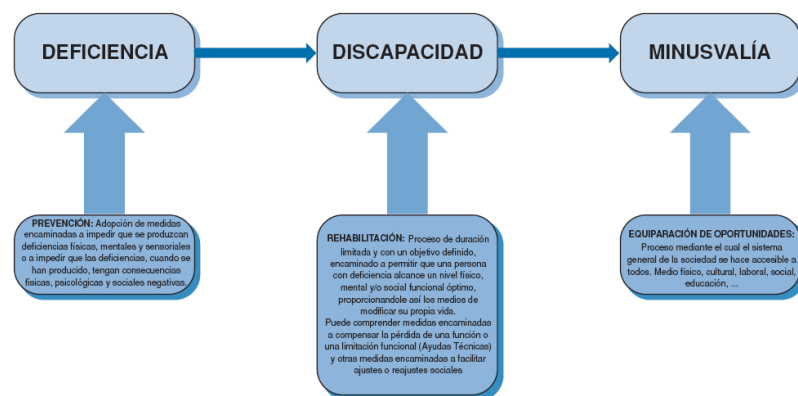 DEFICIENCIA
DISCAPACIDAD
MINUSVALÍA
PREVENCIÓN: Adopción de medidas
encaminadas a impedir que se produzcan
deficiencias físicas, mentales y sensoriales
o a impedir que las deficiencias, cuando se
han producido, tengan consecuencias
físicas, psicológicas y sociales negativas.
REHABILITACIÓN: Proceso de duración
limitada y con un objetivo definido,
encaminado a permitir que una persona
con deficiencia alcance un nivel físico,
mental y/o social funcional óptimo,
proporcionandole así los medios de
modificar su propia vida.
Puede comprender medidas encaminadas
a compensar la pérdida de una función o
una limitación funcional (Ayudas Técnicas)
y otras medidas encaminadas a facilitar
ajustes o reajustes sociales
EQUIPARACIÓN DE OPORTUNIDADES:
Proceso mediante el cual el sistema
general de la sociedad se hace accesible a
todos. Medio físico, cultural, laboral, social,
educación, ...